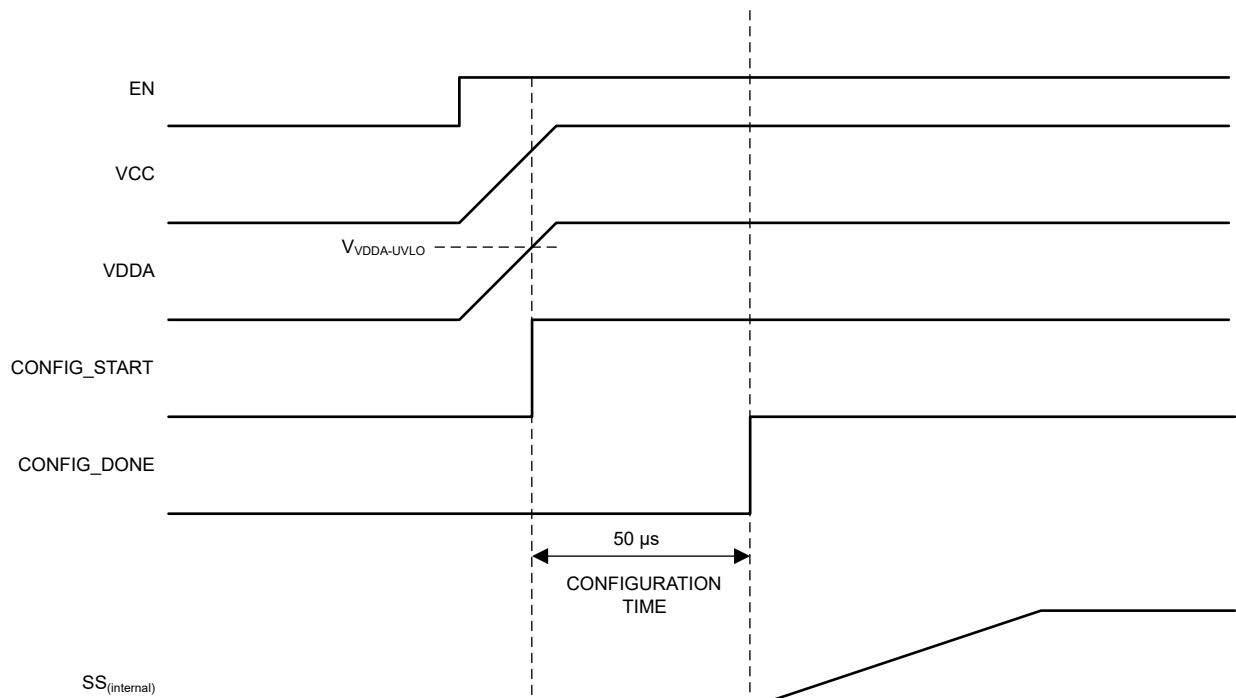 EN
VCC
VVDDA-UVLO
VDDA
CONFIG_START
CONFIG_DONE
50 µs
CONFIGURATION
TIME
SS(internal)